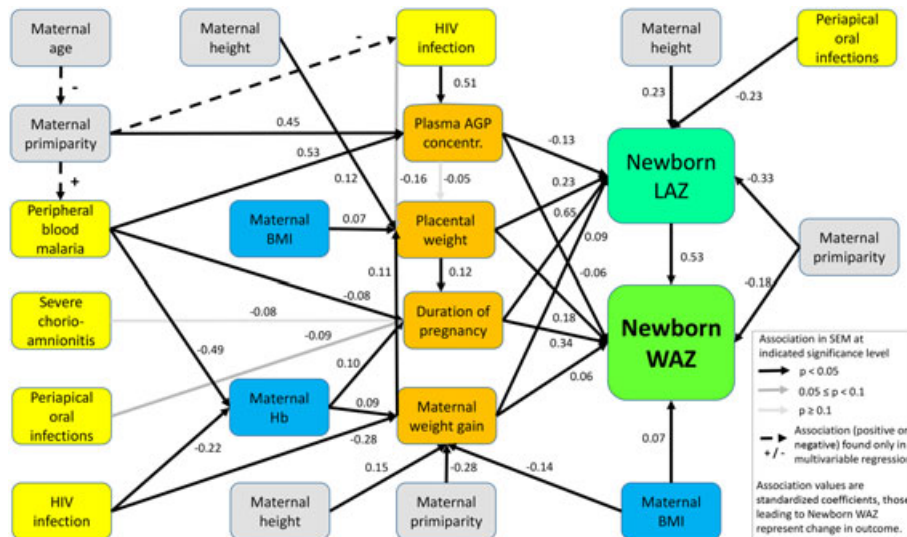 Maternal
age
Maternal
height
HIV
infection
Maternal
height
Periapical
oral
infections
-
-
0.51
0.23
-0.23
Maternal
primiparity
0.45
Plasma AGP
concentr.
-0.13
Newborn
LAZ
+
0.53
0.12
-0.16
-0.05
0.23
0.65
-0.33
Peripheral
blood
malaria
Maternal
BMI
0.07
Placental
weight
0.09
Maternal
primiparity
0.11
0.12
-0.06
0.53
-0.18
Severe
chorio-
amnionitis
-0.08
-0.08
Duration of
pregnancy
0.18
0.34
Newborn
WAZ
-0.49
-0.09
0.10
0.06
Periapical
oral
infections
Maternal
Hb
0.09
Maternal
weight gain
-0.22
-0.28
0.07
HIV
infection
0.15
-0.28
-0.14
Maternal
height
Maternal
primiparity
Maternal
BMI
Association in SEM at
indicated significance level
p < 0.05
0.05 ≤ p < 0.1
p ≥ 0.1
Association (positive or
+ / - negative) found only in
multivariable regression
Association values are
standardized coefficients, those
leading to Newborn WAZ
represent change in outcome.